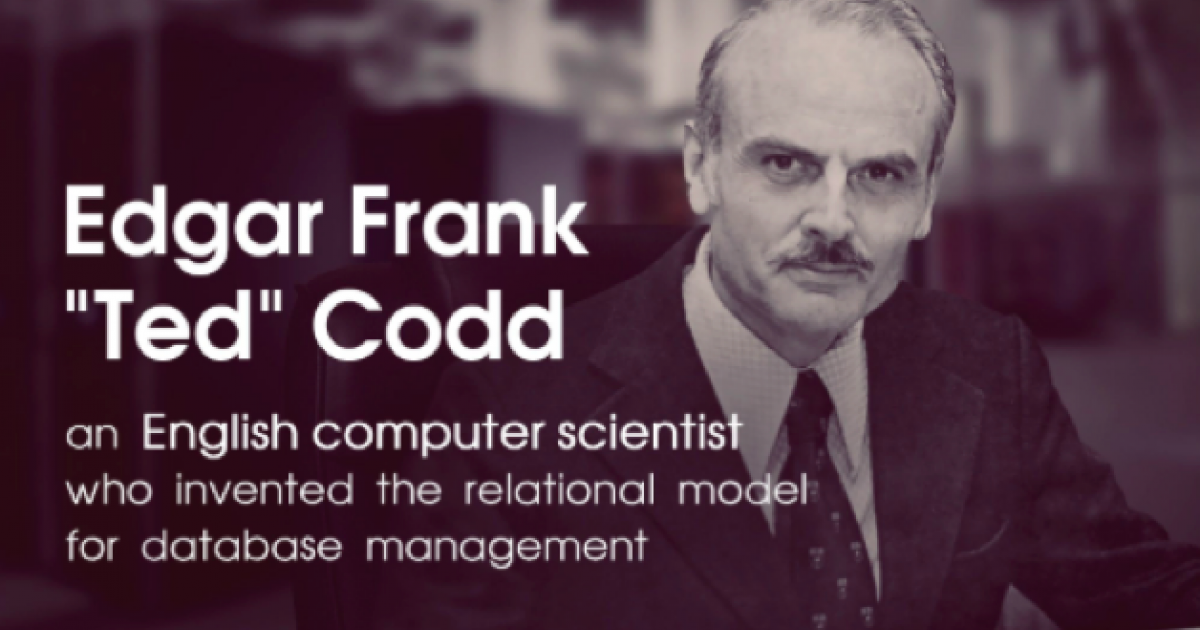 Edgar Frank
"Ted" Codd
an English computer scientist
who invented the relational model
for database management